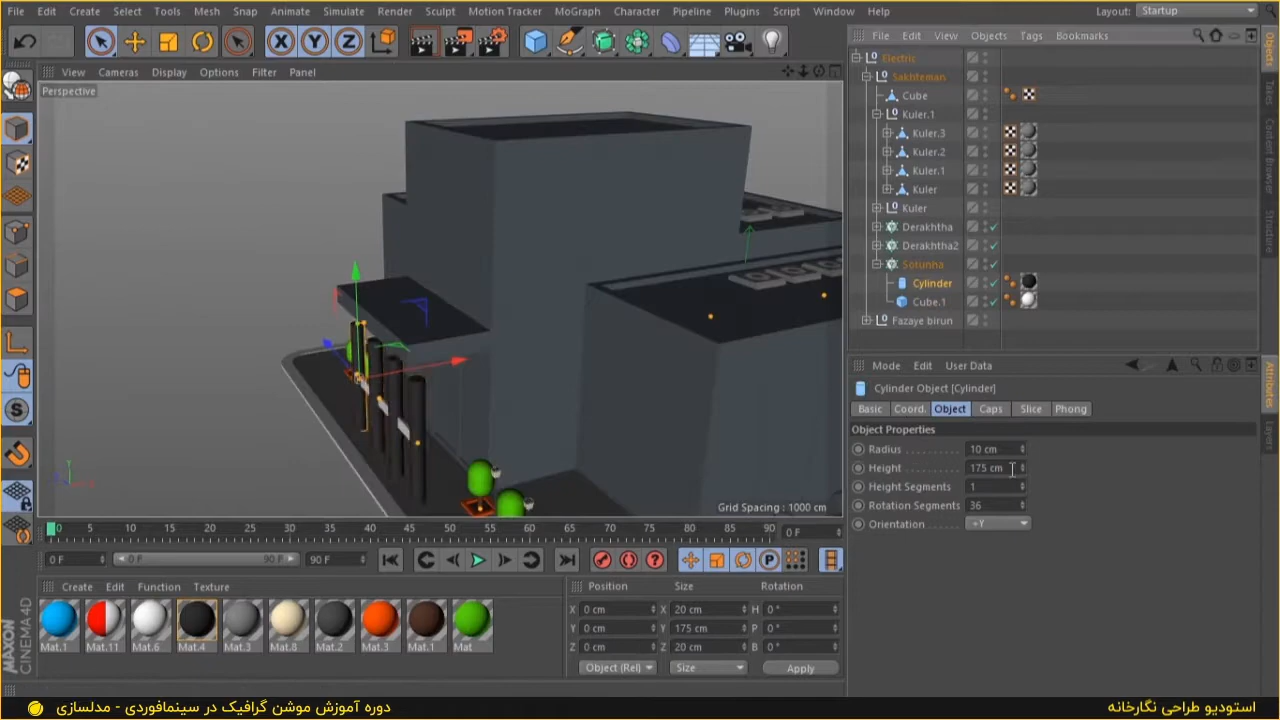 File Edit Create Select Tools Mesh Snap Animate Simulate Render Sculpt Motion Tracker MoGraph Character Pipeline Plugins Script Window Help Layout: Startup
File Edit View Objects Tags Bookmarks
View Cameras Display Options Filter Panel
Perspective
Electric
Sakhteman
Cube
Kuler.1
Kuler.3
Kuler.2
Kuler.1
Kuler
Kuler
Derakhtha
Derakhtha2
Sotunha
Cylinder
Cube.1
Fazaye birun
Objects
Takes
Content Browser
Structure
Mode Edit User Data
Cylinder Object [Cylinder]
Basic Coord. Object Caps Slice Phong
Object Properties
Radius 10 cm
Height 175 cm
Height Segments 1
Rotation Segments 36
Orientation +Y
Attributes
Layers
Grid Spacing : 1000 cm
0 5 10 15 20 25 30 35 40 45 50 55 60 65 70 75 80 85 90 0 F
0 F 0 F 90 F 90 F
Create Edit Function Texture
Mat.1 Mat.11 Mat.6 Mat.4 Mat.3 Mat.8 Mat.2 Mat.3 Mat.1 Mat
Position Size Rotation
X 0 cm X 20 cm H 0 °
Y 0 cm Y 175 cm P 0 °
Z 0 cm Z 20 cm B 0 °
Object (Rel) Size Apply
MAXON CINEMA4D
دوره آموزش موشن گرافیک در سینمافوردی - مدلسازی
استودیو طراحی نگارخانه